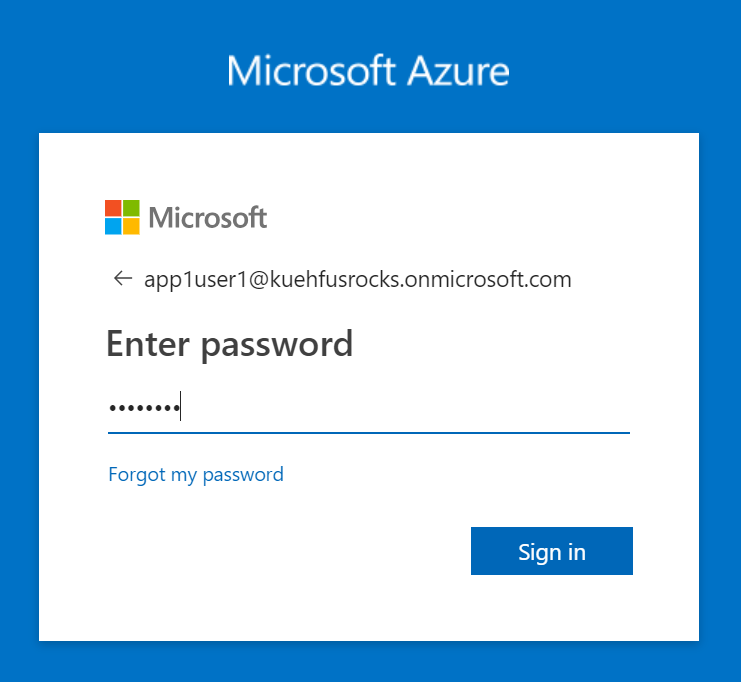 Microsoft Azure
Microsoft
← app1user1@kuehfusrocks.onmicrosoft.com
Enter password
••••••••
Forgot my password
Sign in